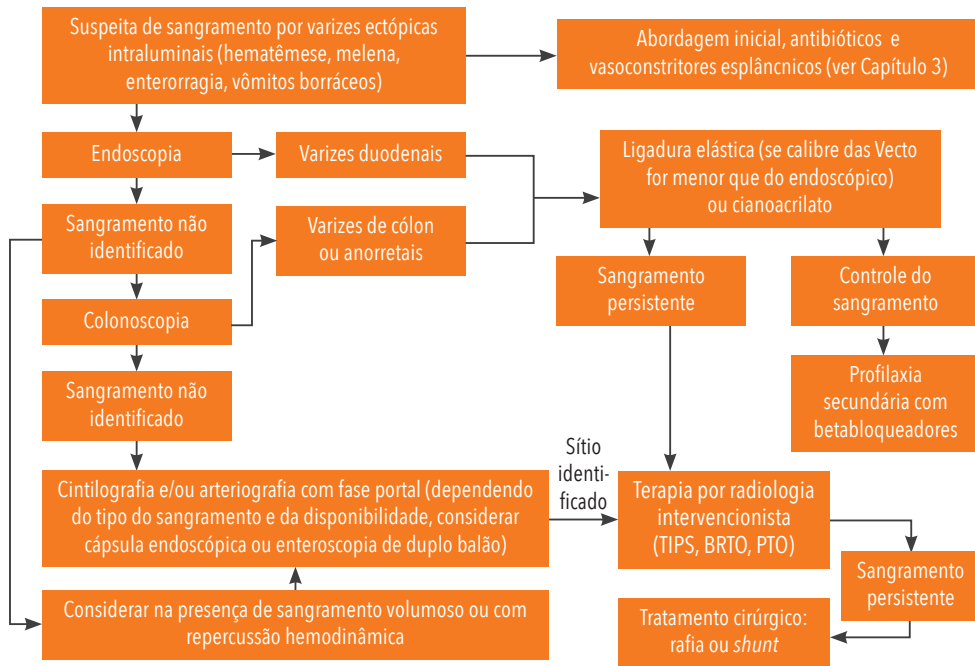 Suspeita de sangramento por varizes ectópicas
intraluminais (hematêmese, melena,
enterorragia, vômitos borráceos)
Abordagem inicial, antibióticos e
vasoconstritores esplâncnicos (ver Capítulo 3)
Endoscopia
Varizes duodenais
Ligadura elástica (se calibre das Vecto
for menor que do endoscópico)
ou cianoacrilato
Sangramento não
identificado
Varizes de cólon
ou anorretais
Colonoscopia
Sangramento
persistente
Controle do
sangramento
Sangramento não
identificado
Profilaxia
secundária com
betabloqueadores
Cintilografia e/ou arteriografia com fase portal (dependendo
do tipo do sangramento e da disponibilidade, considerar
cápsula endoscópica ou enteroscopia de duplo balão)
Sítio
identi-
ficado
Terapia por radiologia
intervencionista
(TIPS, BRTO, PTO)
Considerar na presença de sangramento volumoso ou com
repercussão hemodinâmica
Sangramento
persistente
Tratamento cirúrgico:
rafia ou shunt